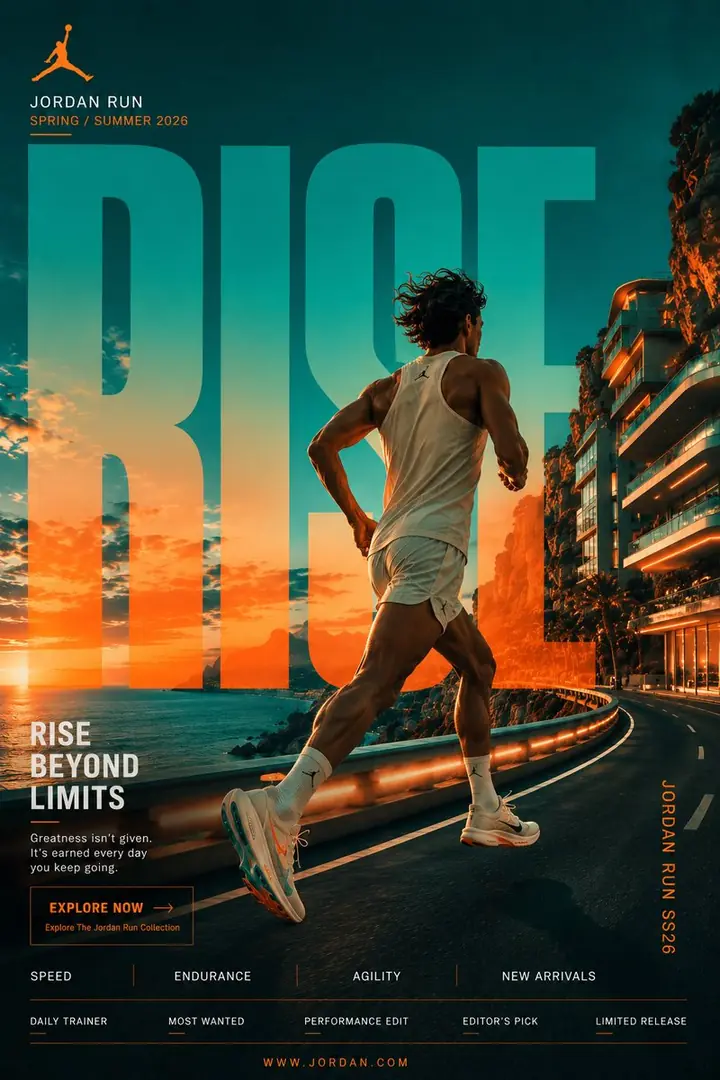 JORDAN RUN
SPRING / SUMMER 2026
RISE
RISE
BEYOND
LIMITS
Greatness isn't given.
It's earned every day
you keep going.
EXPLORE NOW →
Explore The Jordan Run Collection
JORDAN RUN SS26
SPEED
ENDURANCE
AGILITY
NEW ARRIVALS
DAILY TRAINER
MOST WANTED
PERFORMANCE EDIT
EDITOR'S PICK
LIMITED RELEASE
WWW.JORDAN.COM